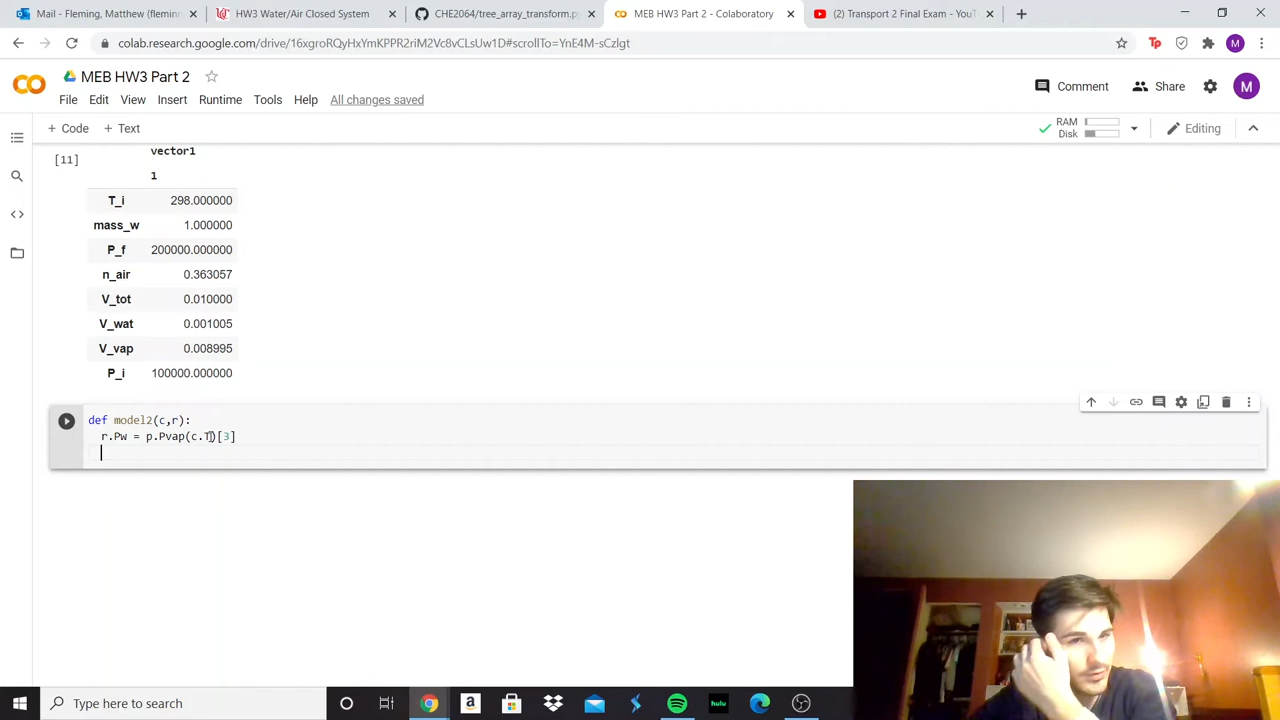 Mail - Fleming, Matthew (flemin
HW3 Water/Air Closed System
CHE2064/tree_array_transform.p
MEB HW3 Part 2 - Colaboratory
(2) Transport 2 Final Exam - YouT
colab.research.google.com/drive/16xgroRQyHxYmKPPR2riM2Vc8vCLsUw1D#scrollTo=YnE4M-sCzlgt
Tp
M
CO
MEB HW3 Part 2
Comment
Share
M
File Edit View Insert Runtime Tools Help All changes saved
+ Code + Text
RAM
Disk
Editing
vector1
[11]
1
T_i 298.000000
mass_w 1.000000
P_f 200000.000000
n_air 0.363057
V_tot 0.010000
V_wat 0.001005
V_vap 0.008995
P_i 100000.000000
def model2(c,r):
r.Pw = p.Pvap(c.T)[3]
Type here to search
hulu